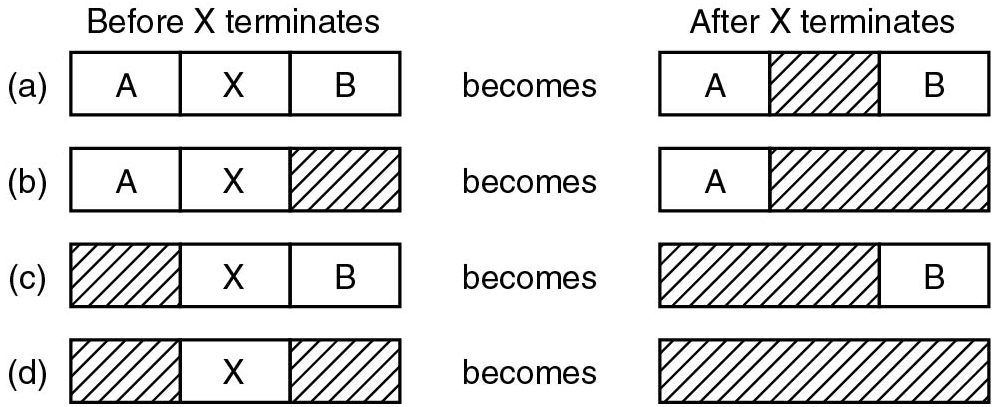 Before X terminates After X terminates
(a) A X B becomes A B
(b) A X becomes A
(c) X B becomes B
(d) X becomes